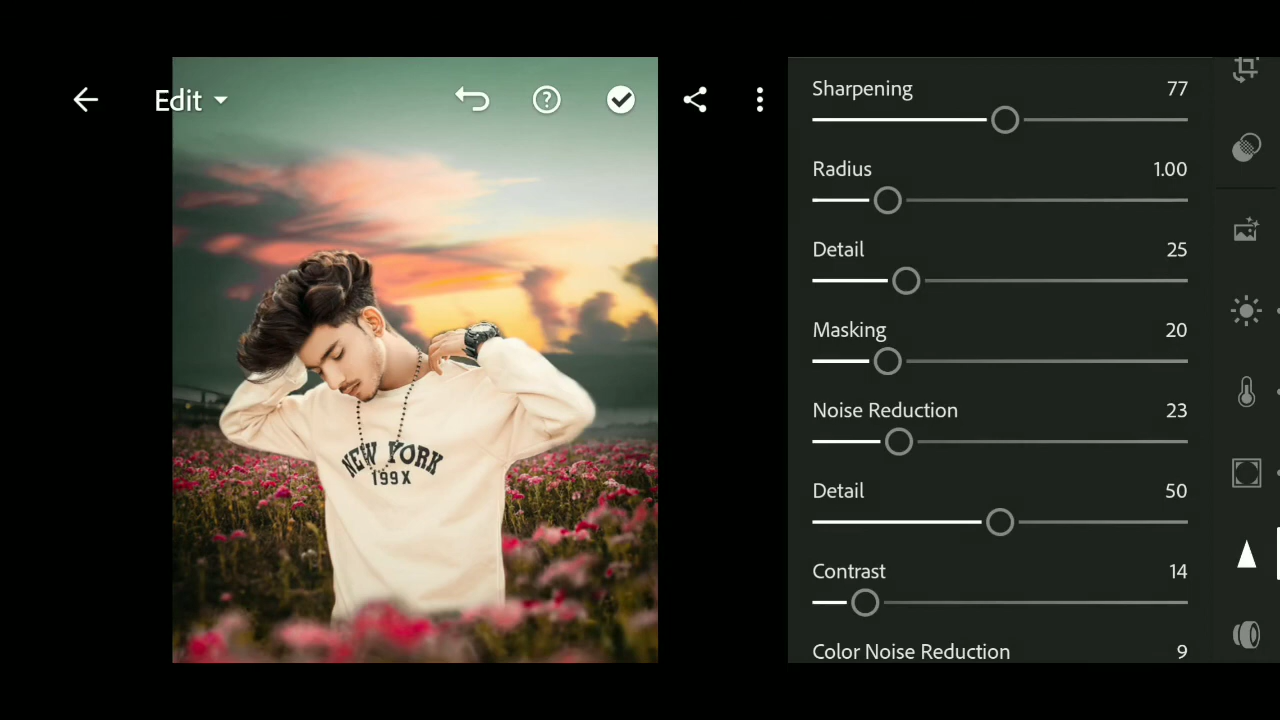 Edit
NEW YORK
199X
Sharpening 77
Radius 1.00
Detail 25
Masking 20
Noise Reduction 23
Detail 50
Contrast 14
Color Noise Reduction 9